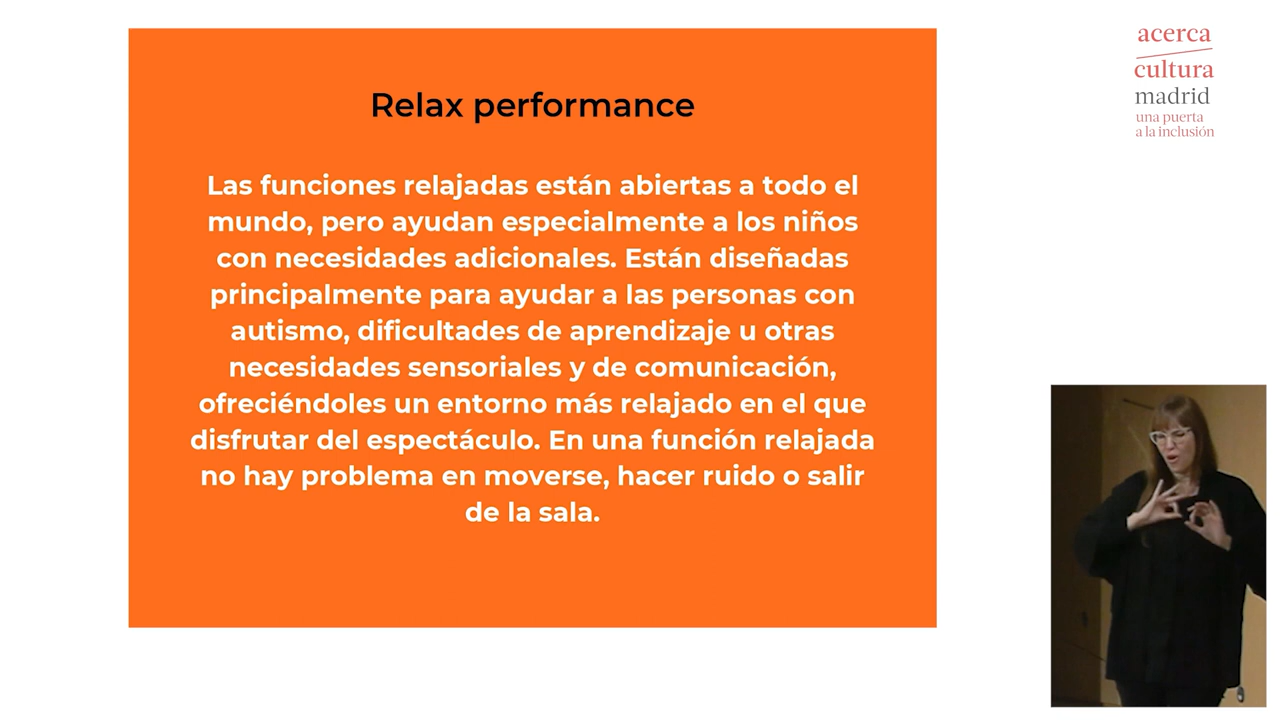 Relax performance
Las funciones relajadas están abiertas a todo el
mundo, pero ayudan especialmente a los niños
con necesidades adicionales. Están diseñadas
principalmente para ayudar a las personas con
autismo, dificultades de aprendizaje u otras
necesidades sensoriales y de comunicación,
ofreciéndoles un entorno más relajado en el que
disfrutar del espectáculo. En una función relajada
no hay problema en moverse, hacer ruido o salir
de la sala.
acerca
cultura
madrid
una puerta
a la inclusión